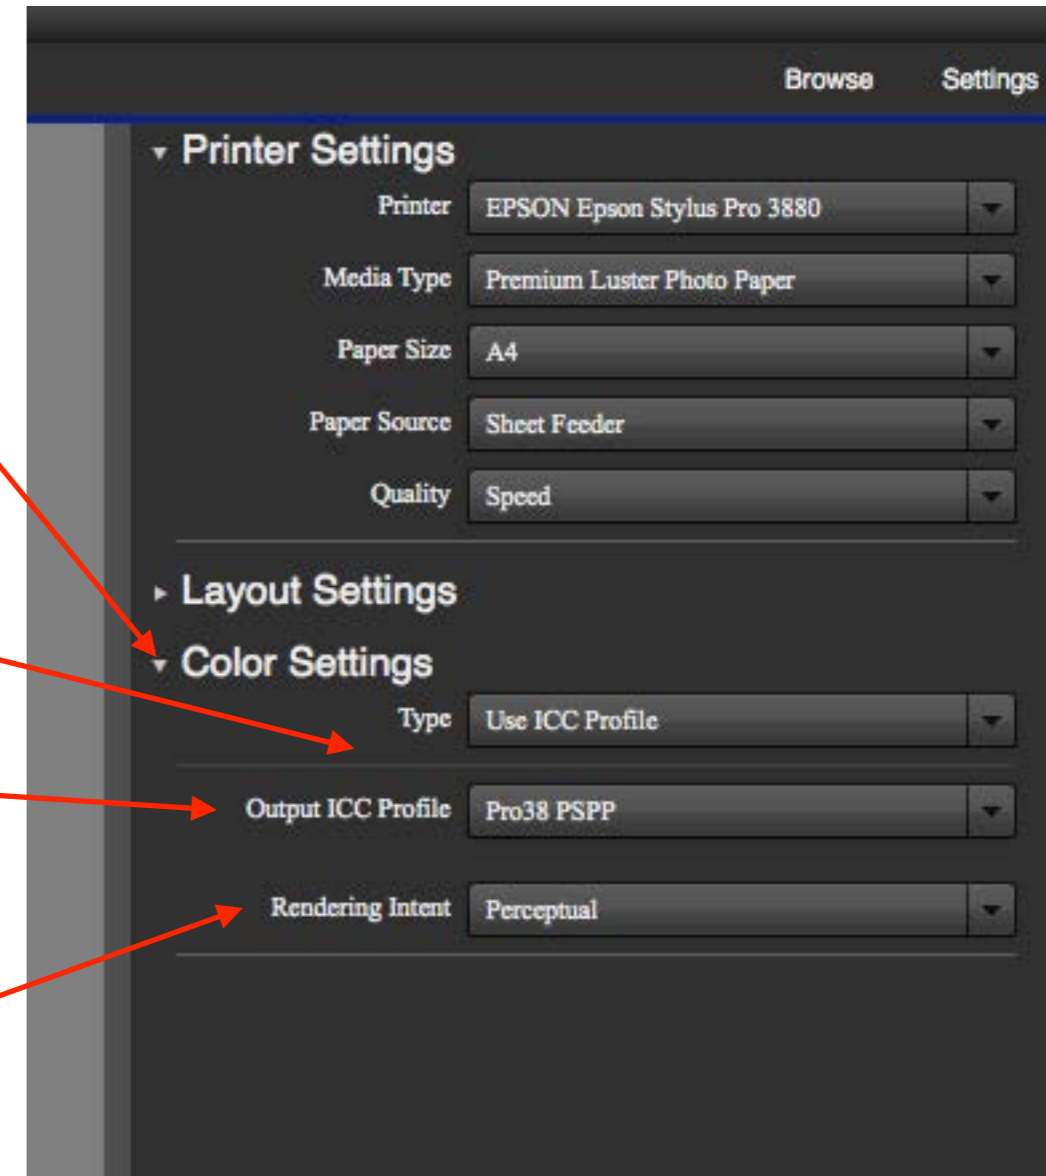 Browse Settings
Printer Settings
Printer EPSON Epson Stylus Pro 3880
Media Type Premium Luster Photo Paper
Paper Size A4
Paper Source Sheet Feeder
Quality Speed
Layout Settings
Color Settings
Type Use ICC Profile
Output ICC Profile Pro38 PSPP
Rendering Intent Perceptual